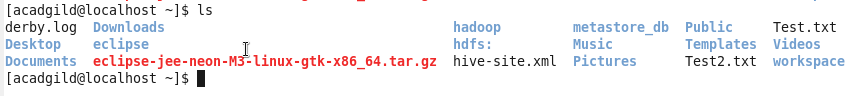 [acadgild@localhost ~]$ ls
derby.log Downloads hadoop metastore_db Public Test.txt
Desktop eclipse hdfs: Music Templates Videos
Documents eclipse-jee-neon-M3-linux-gtk-x86_64.tar.gz hive-site.xml Pictures Test2.txt workspace
[acadgild@localhost ~]$